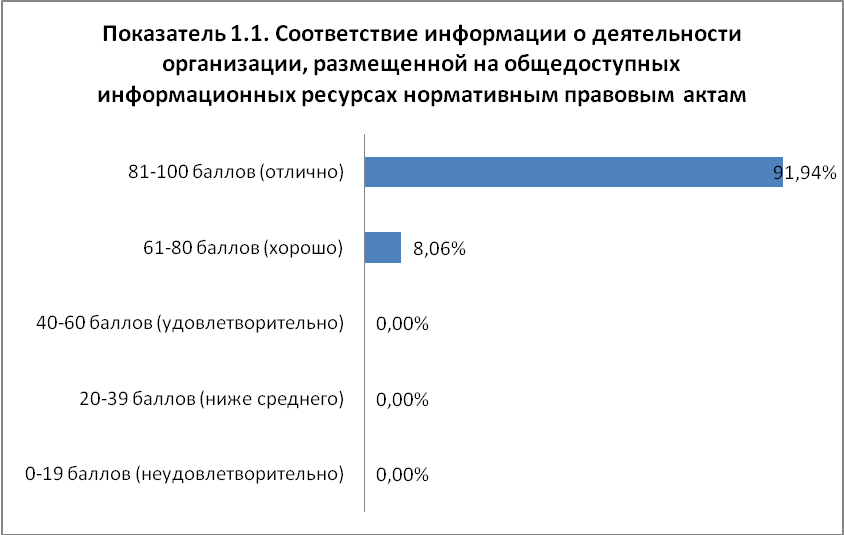 Показатель 1.1. Соответствие информации о деятельности
организации, размещенной на общедоступных
информационных ресурсах нормативным правовым актам
81-100 баллов (отлично) 91,94%
61-80 баллов (хорошо) 8,06%
40-60 баллов (удовлетворительно) 0,00%
20-39 баллов (ниже среднего) 0,00%
0-19 баллов (неудовлетворительно) 0,00%